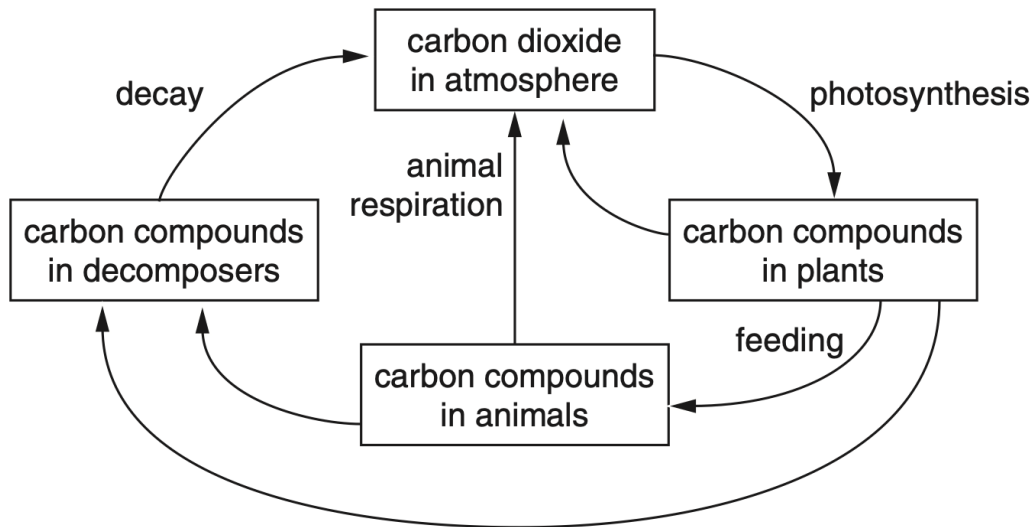 carbon dioxide
in atmosphere
decay
photosynthesis
animal
respiration
carbon compounds
in decomposers
carbon compounds
in plants
feeding
carbon compounds
in animals